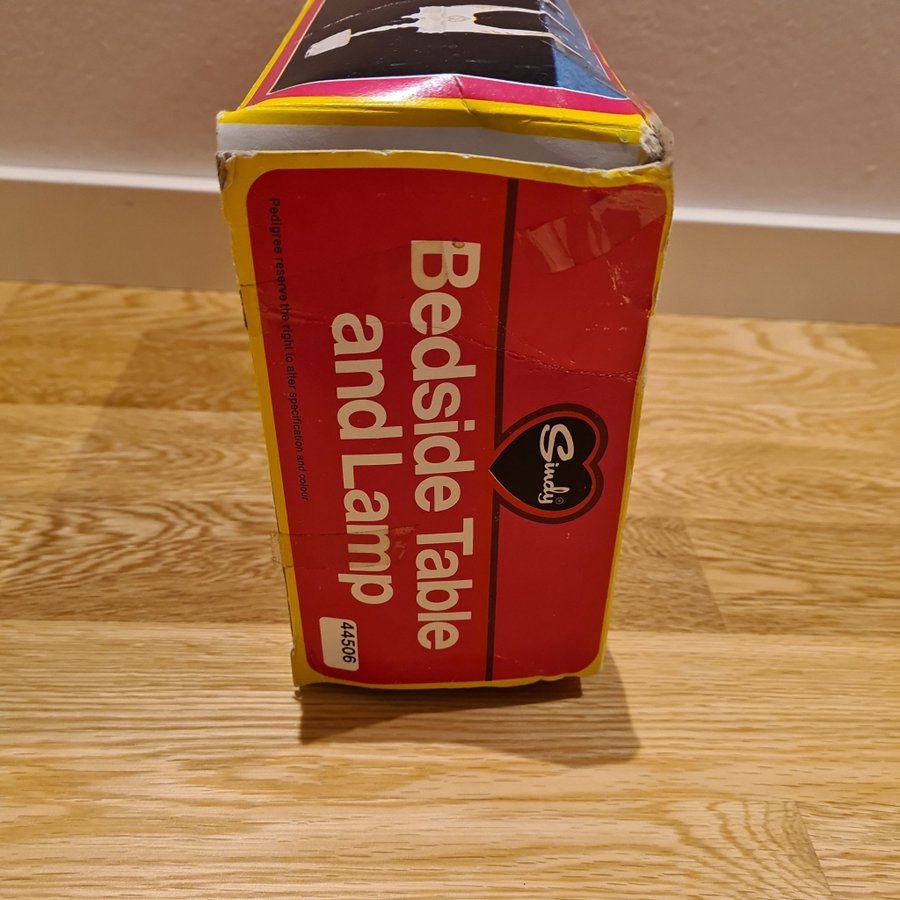 Sindy®
Bedside Table
and Lamp
44506
Pedigree reserve the right to alter specification and colour